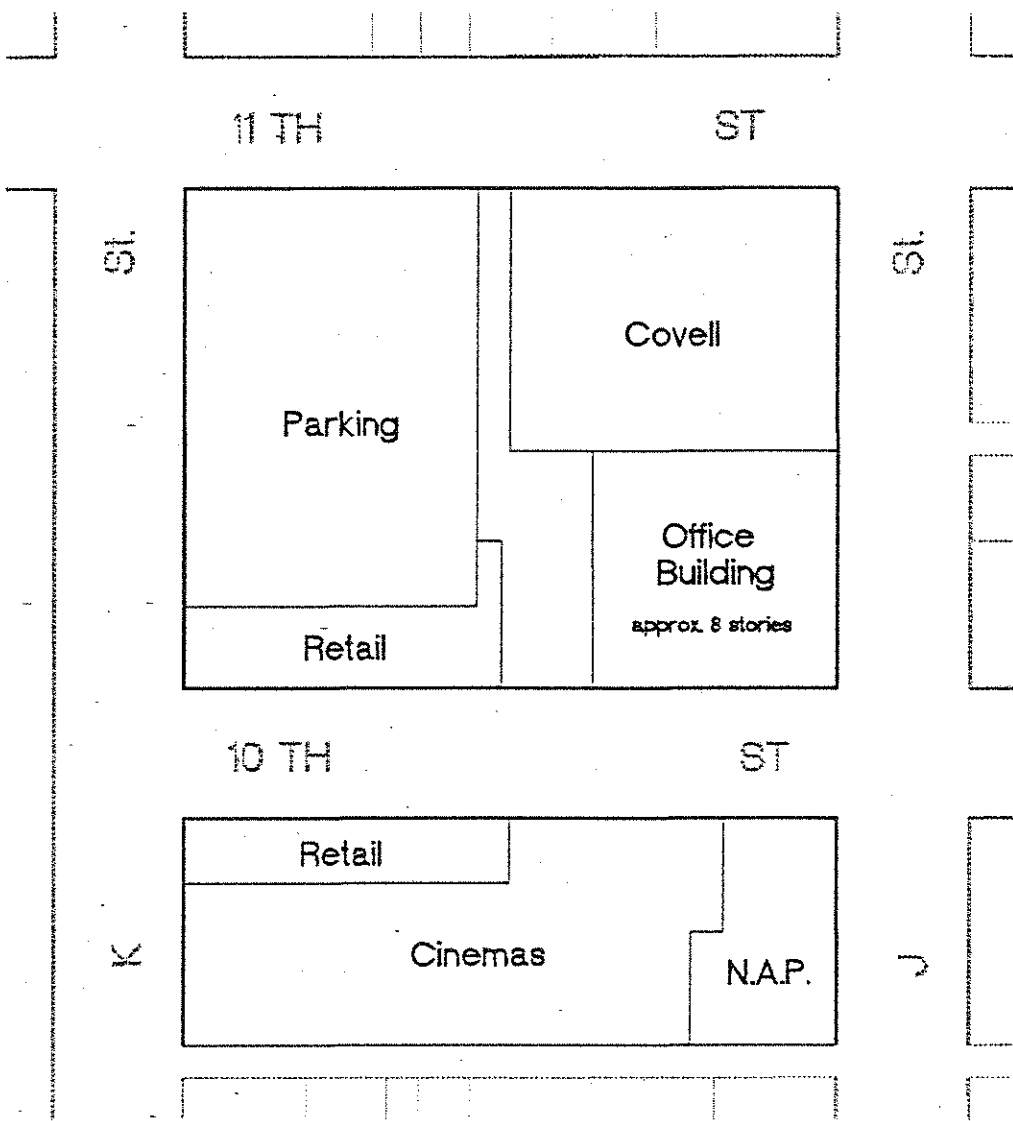 11 TH ST
St.
St.
Covell
Parking
Office
Building
approx. 8 stories
Retail
10 TH ST
Retail
Cinemas
N.A.P.
K
J